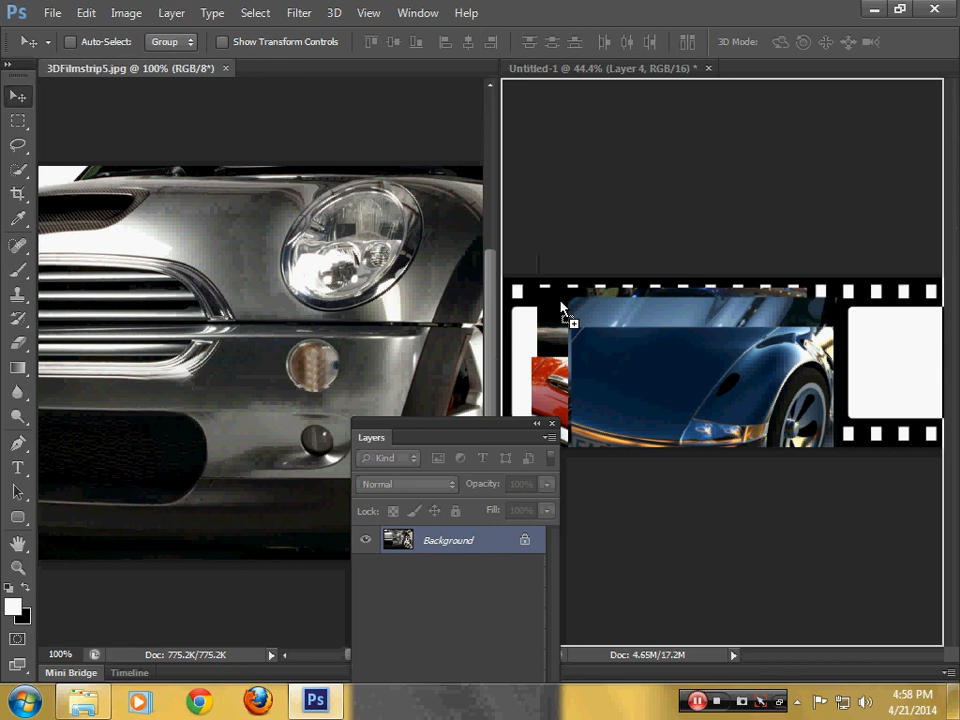 Ps File Edit Image Layer Type Select Filter 3D View Window Help
Auto-Select: Group Show Transform Controls 3D Mode:
3DFilmstrip5.jpg @ 100% (RGB/8*) × Untitled-1 @ 44.4% (Layer 4, RGB/16) * ×
Layers
Kind T
Normal Opacity: 100%
Lock: Fill: 100%
Background
100% Doc: 775.2K/775.2K Doc: 4.65M/17.2M
Mini Bridge Timeline
Ps 4:58 PM
4/21/2014